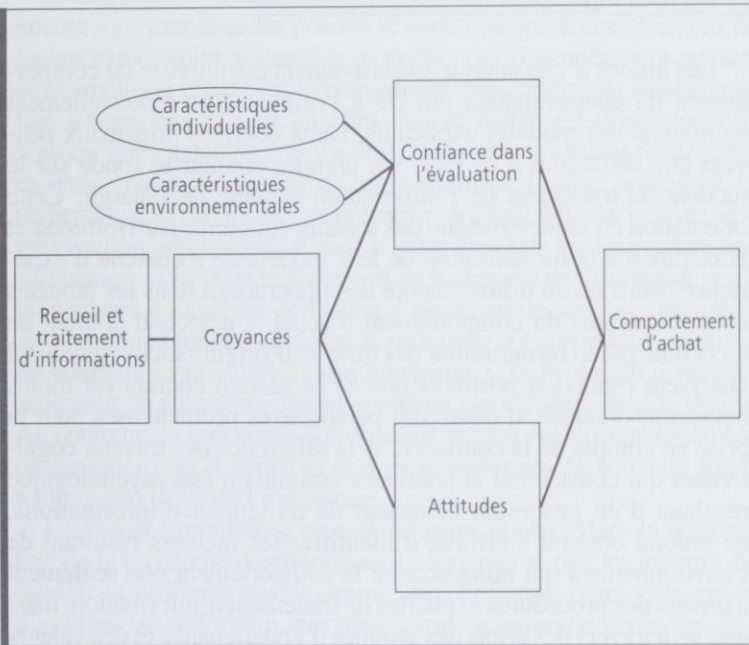 Caractéristiques
individuelles
Caractéristiques
environnementales
Confiance dans
l'évaluation
Recueil et
traitement
d'informations
Croyances
Comportement
d'achat
Attitudes